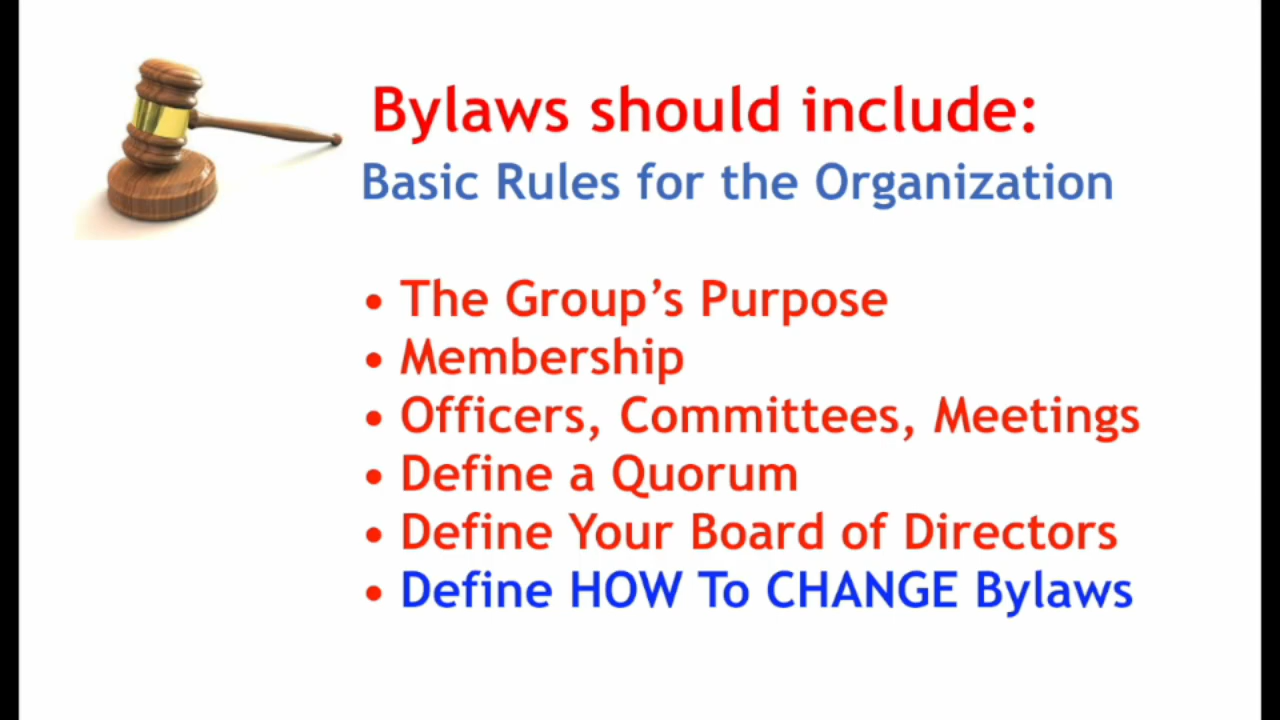 Bylaws should include:
Basic Rules for the Organization
• The Group’s Purpose
• Membership
• Officers, Committees, Meetings
• Define a Quorum
• Define Your Board of Directors
• Define HOW To CHANGE Bylaws